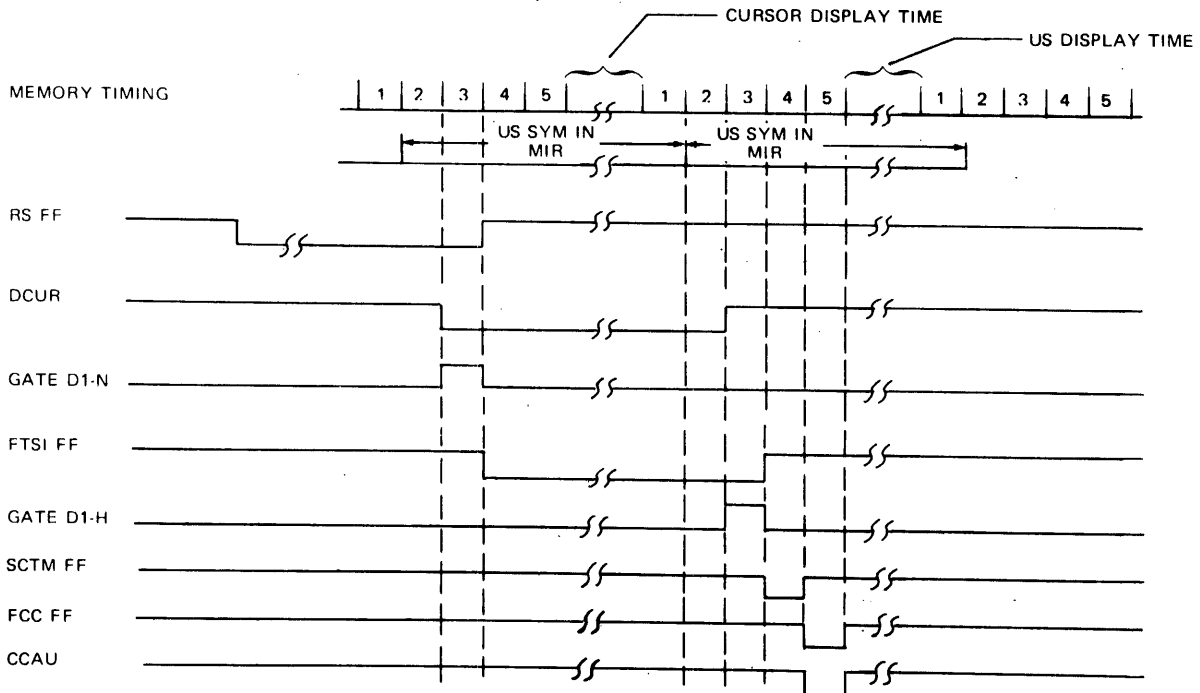 CURSOR DISPLAY TIME
US DISPLAY TIME
MEMORY TIMING
1 2 3 4 5 1 2 3 4 5 1 2 3 4 5
US SYM IN MIR US SYM IN MIR
RS FF
DCUR
GATE D1-N
FTSI FF
GATE D1-H
SCTM FF
FCC FF
CCAU